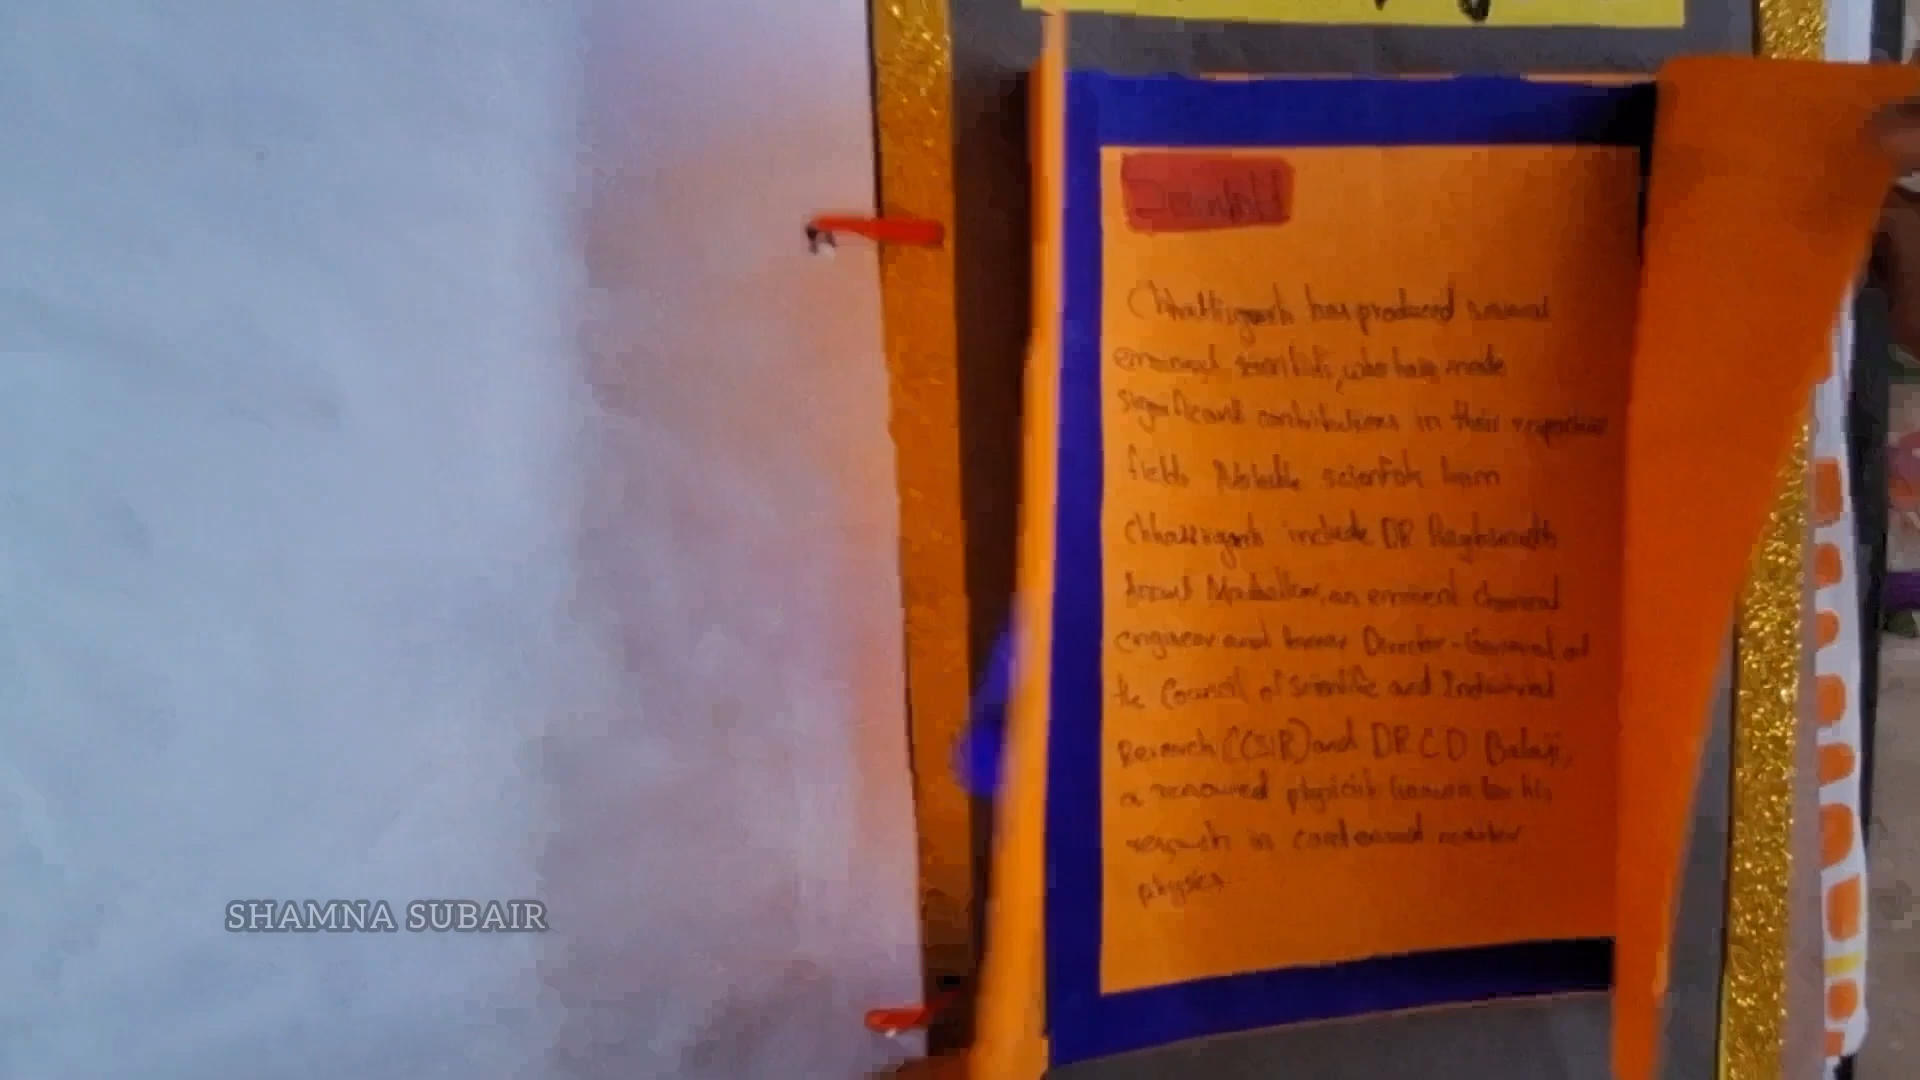 Scientist
Chhattisgarh has produced several
eminent scientists, who have made
significant contributions in their respective
fields Notable scientists from
Chhattisgarh include DR Raghunath
Anant Mashelkar, an eminent chemical
engineer and former Director-General of
the Council of Scientific and Industrial
Research (CSIR) and DR C D Balaji,
a renowned physicist known for his
research in condensed matter
physics.
SHAMNA SUBAIR